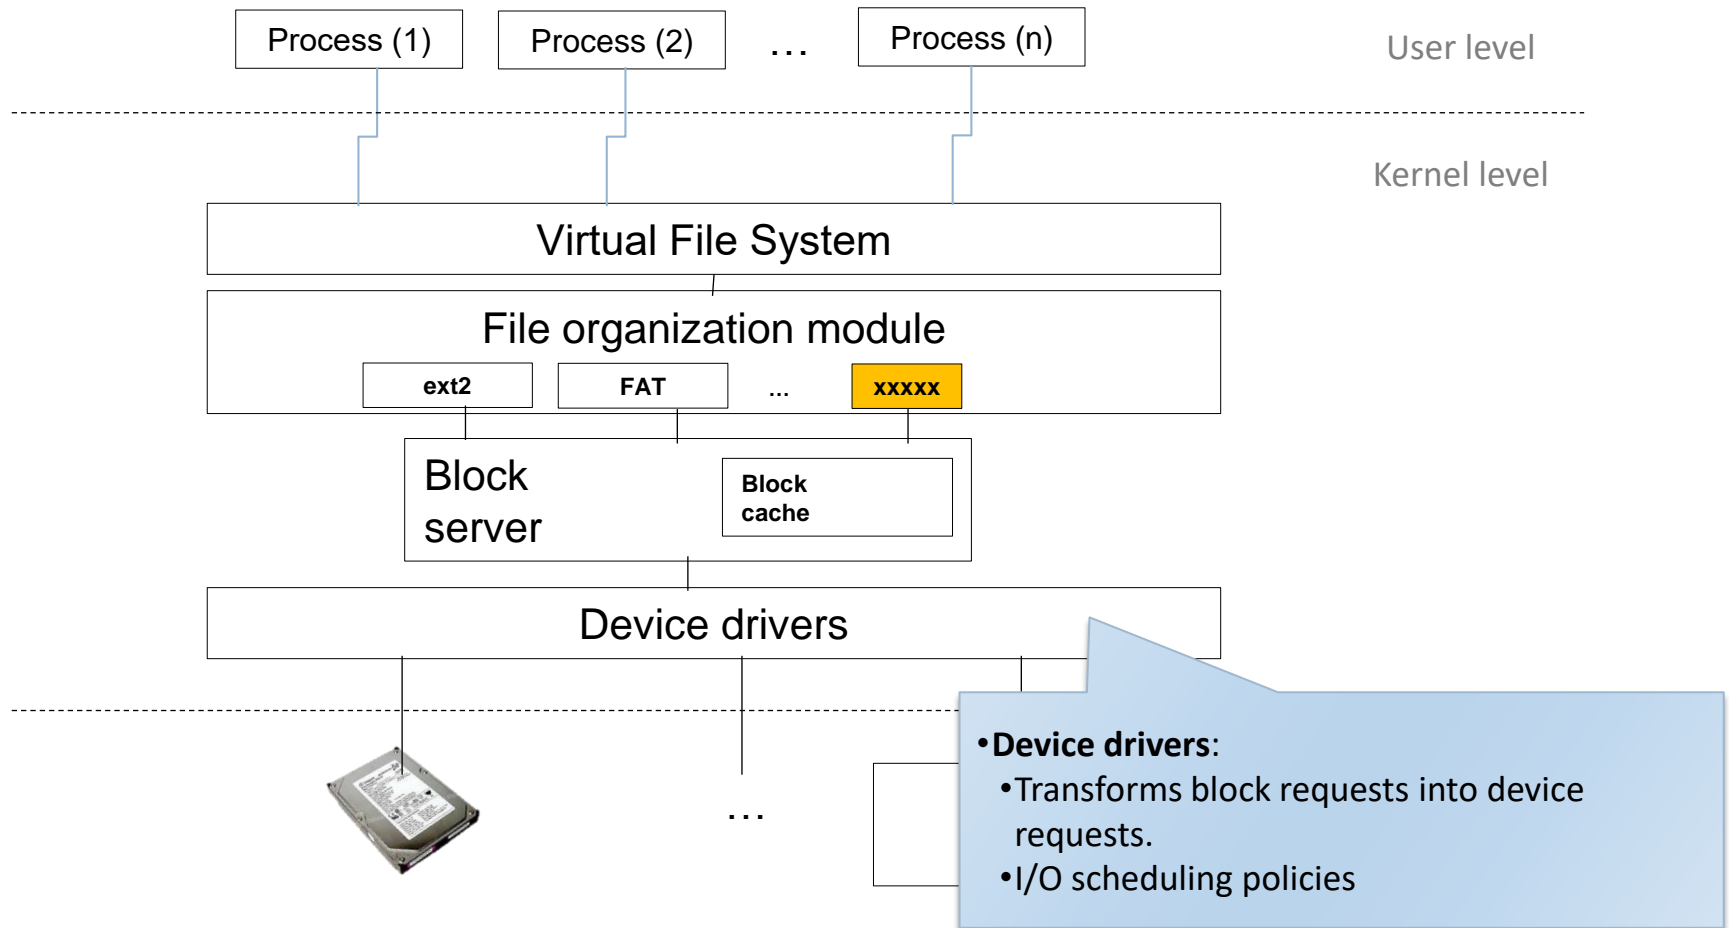 Process (1)
Process (2)
...
Process (n)
User level
Kernel level
Virtual File System
File organization module
ext2
FAT
...
xxxxx
Block
server
Block
cache
Device drivers
...
•Device drivers:
•Transforms block requests into device
requests.
•I/O scheduling policies